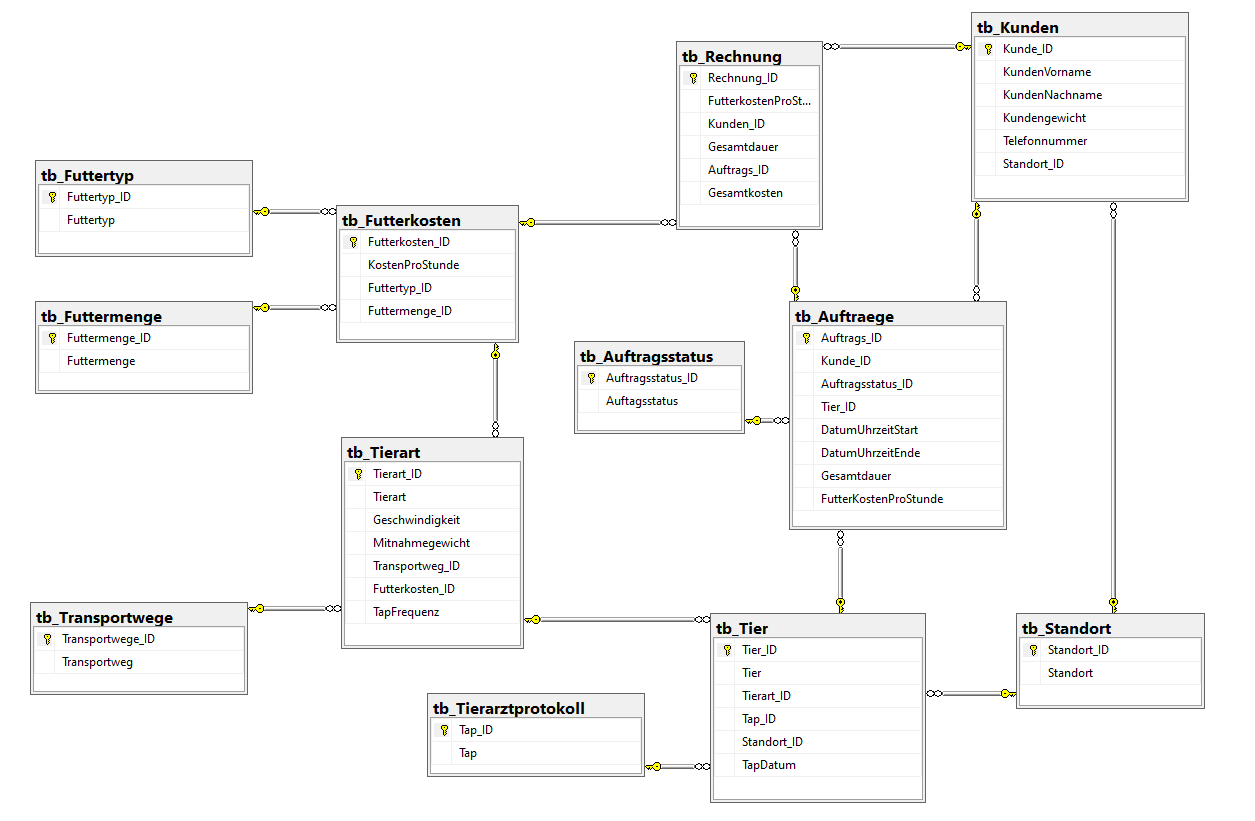 tb_Kunden
Kunde_ID
KundenVorname
KundenNachname
Kundengewicht
Telefonnummer
Standort_ID
tb_Rechnung
Rechnung_ID
FutterkostenProSt...
Kunden_ID
Gesamtdauer
Auftrags_ID
Gesamtkosten
tb_Futtertyp
Futtertyp_ID
Futtertyp
tb_Futterkosten
Futterkosten_ID
KostenProStunde
Futtertyp_ID
Futtermenge_ID
tb_Futtermenge
Futtermenge_ID
Futtermenge
tb_Auftraege
Auftrags_ID
Kunde_ID
Auftragsstatus_ID
Tier_ID
DatumUhrzeitStart
DatumUhrzeitEnde
Gesamtdauer
FutterKostenProStunde
tb_Auftragsstatus
Auftragsstatus_ID
Auftagsstatus
tb_Tierart
Tierart_ID
Tierart
Geschwindigkeit
Mitnahmegewicht
Transportweg_ID
Futterkosten_ID
TapFrequenz
tb_Transportwege
Transportwege_ID
Transportweg
tb_Tier
Tier_ID
Tier
Tierart_ID
Tap_ID
Standort_ID
TapDatum
tb_Standort
Standort_ID
Standort
tb_Tierarztprotokoll
Tap_ID
Tap